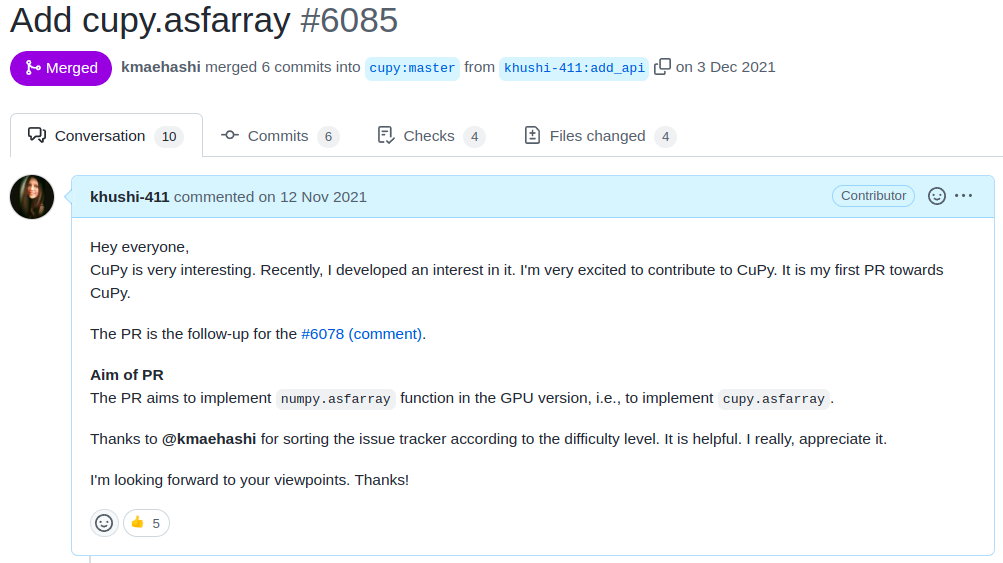 Add cupy.asfarray #6085
Merged kmaehashi merged 6 commits into cupy:master from khushi-411:add_api on 3 Dec 2021
Conversation 10 Commits 6 Checks 4 Files changed 4
khushi-411 commented on 12 Nov 2021 Contributor
Hey everyone,
CuPy is very interesting. Recently, I developed an interest in it. I'm very excited to contribute to CuPy. It is my first PR towards
CuPy.
The PR is the follow-up for the #6078 (comment).
Aim of PR
The PR aims to implement numpy.asfarray function in the GPU version, i.e., to implement cupy.asfarray.
Thanks to @kmaehashi for sorting the issue tracker according to the difficulty level. It is helpful. I really, appreciate it.
I'm looking forward to your viewpoints. Thanks!
👍 5